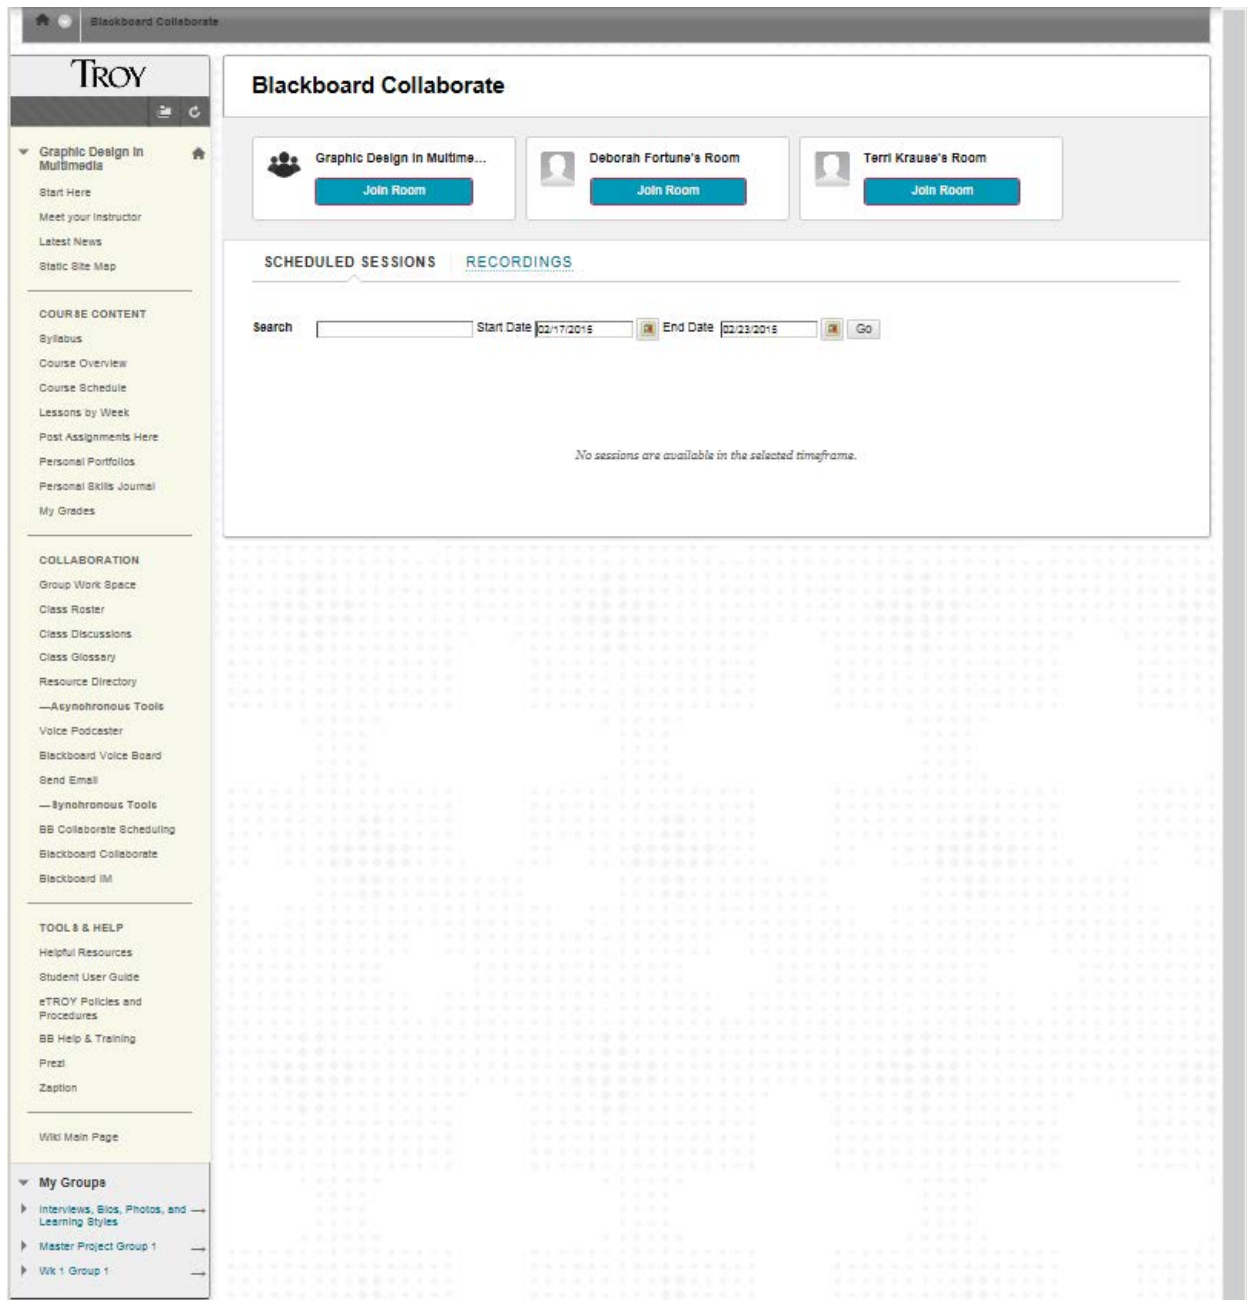 Blackboard Collaborate
TROY
Graphic Design in
Multimedia
Start Here
Meet your Instructor
Latest News
Static Site Map
COURSE CONTENT
Syllabus
Course Overview
Course Schedule
Lessons by Week
Post Assignments Here
Personal Portfolios
Personal Skills Journal
My Grades
COLLABORATION
Group Work Space
Class Roster
Class Discussions
Class Glossary
Resource Directory
—Asynchronous Tools
Voice Podcaster
Blackboard Voice Board
Send Email
—Synchronous Tools
BB Collaborate Scheduling
Blackboard Collaborate
Blackboard IM
TOOLS & HELP
Helpful Resources
Student User Guide
eTROY Policies and
Procedures
BB Help & Training
Prezi
Zaption
Wiki Main Page
My Groups
Interviews, Bios, Photos, and
Learning Styles
Master Project Group 1
Wk 1 Group 1
Blackboard Collaborate
Graphic Design in Multime...
Join Room
Deborah Fortune's Room
Join Room
Terri Krause's Room
Join Room
SCHEDULED SESSIONS RECORDINGS
Search Start Date 02/17/2015 End Date 02/23/2015 Go
No sessions are available in the selected timeframe.